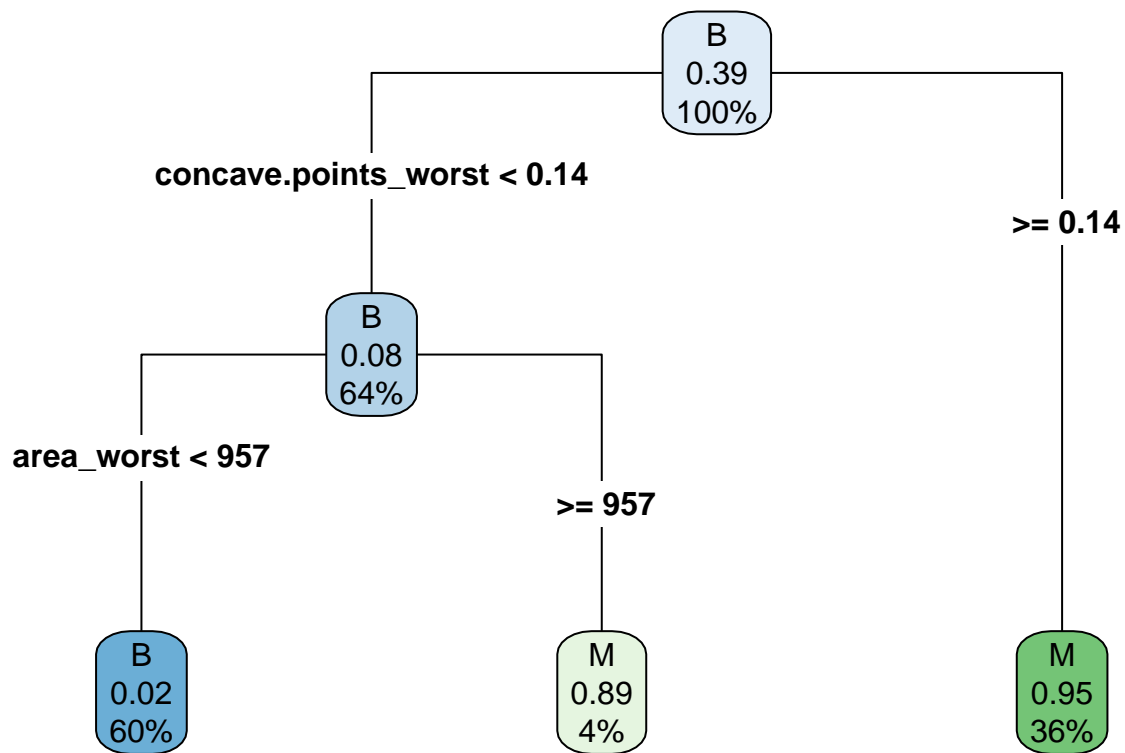 B
0.39
100%
concave.points_worst < 0.14
>= 0.14
B
0.08
64%
area_worst < 957
>= 957
B
0.02
60%
M
0.89
4%
M
0.95
36%